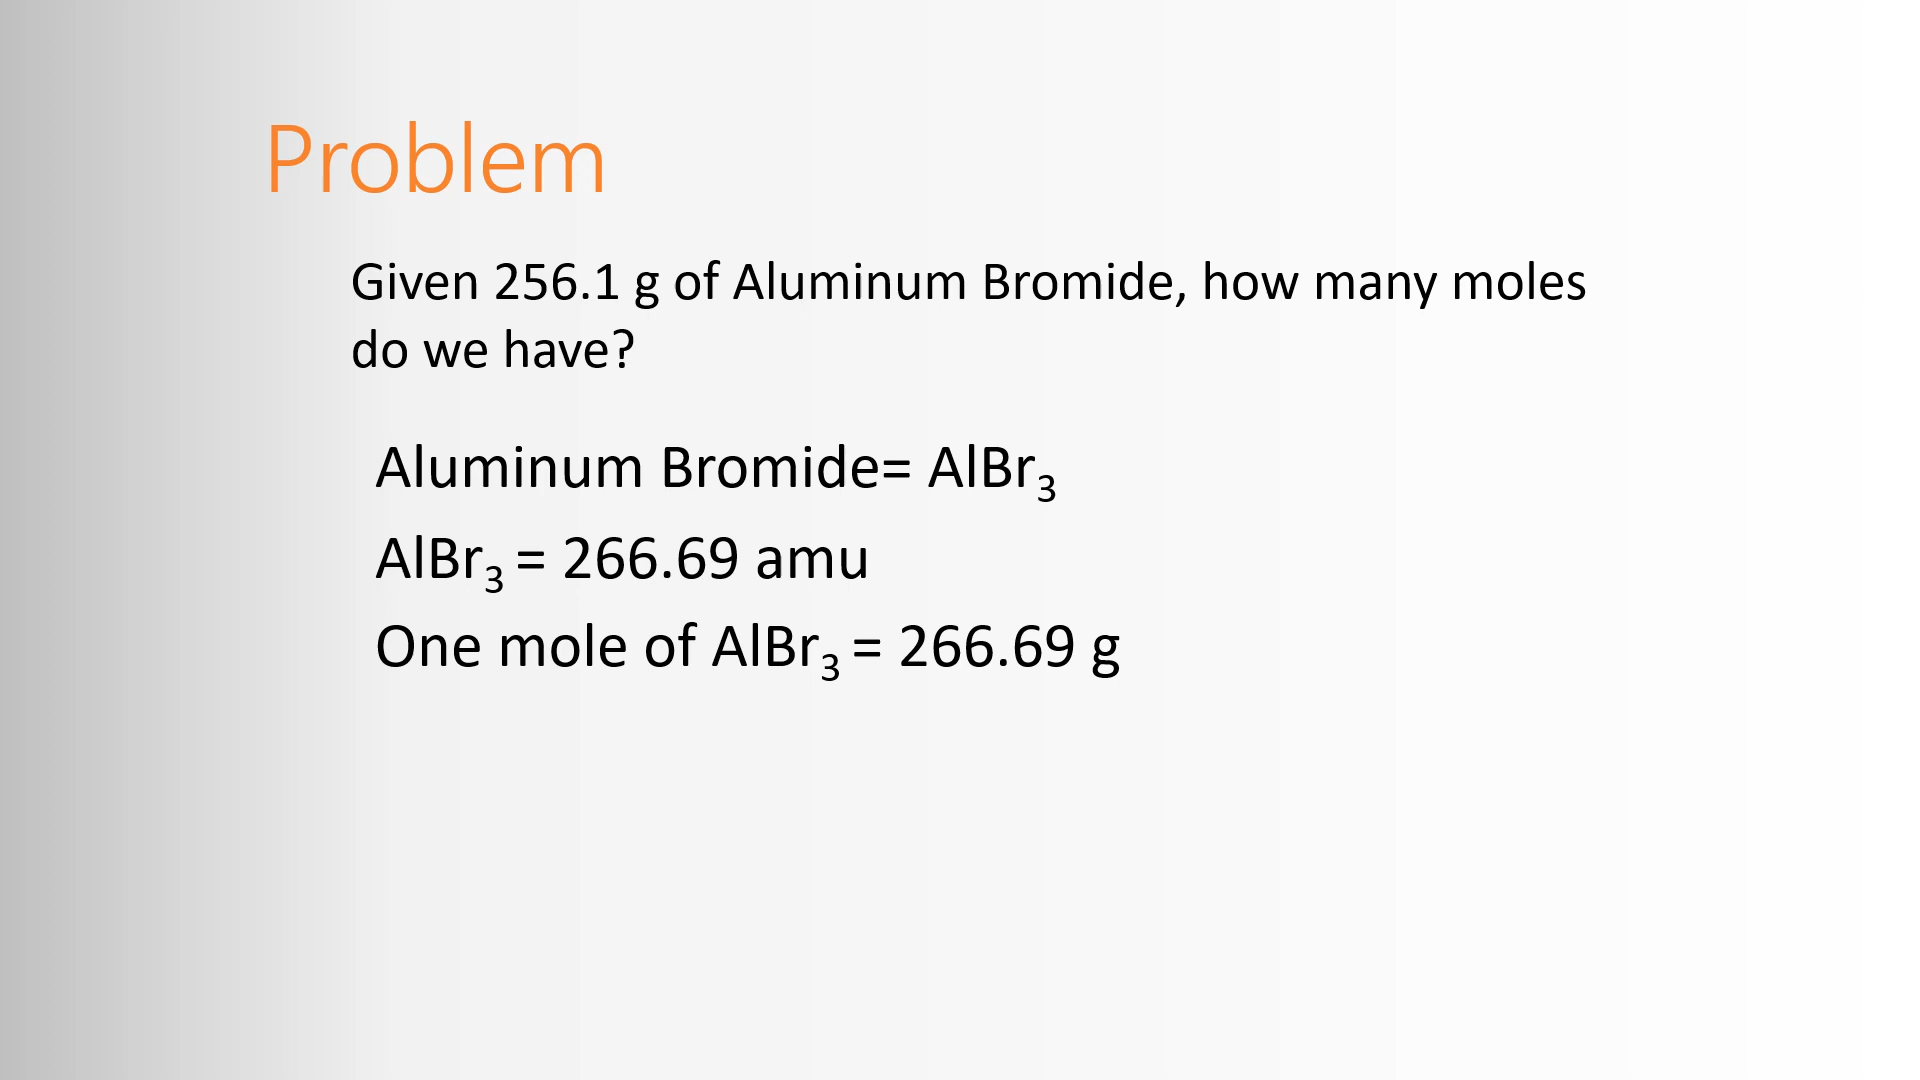 Problem
Given 256.1 g of Aluminum Bromide, how many moles
do we have?
Aluminum Bromide= AlBr₃
AlBr₃ = 266.69 amu
One mole of AlBr₃ = 266.69 g